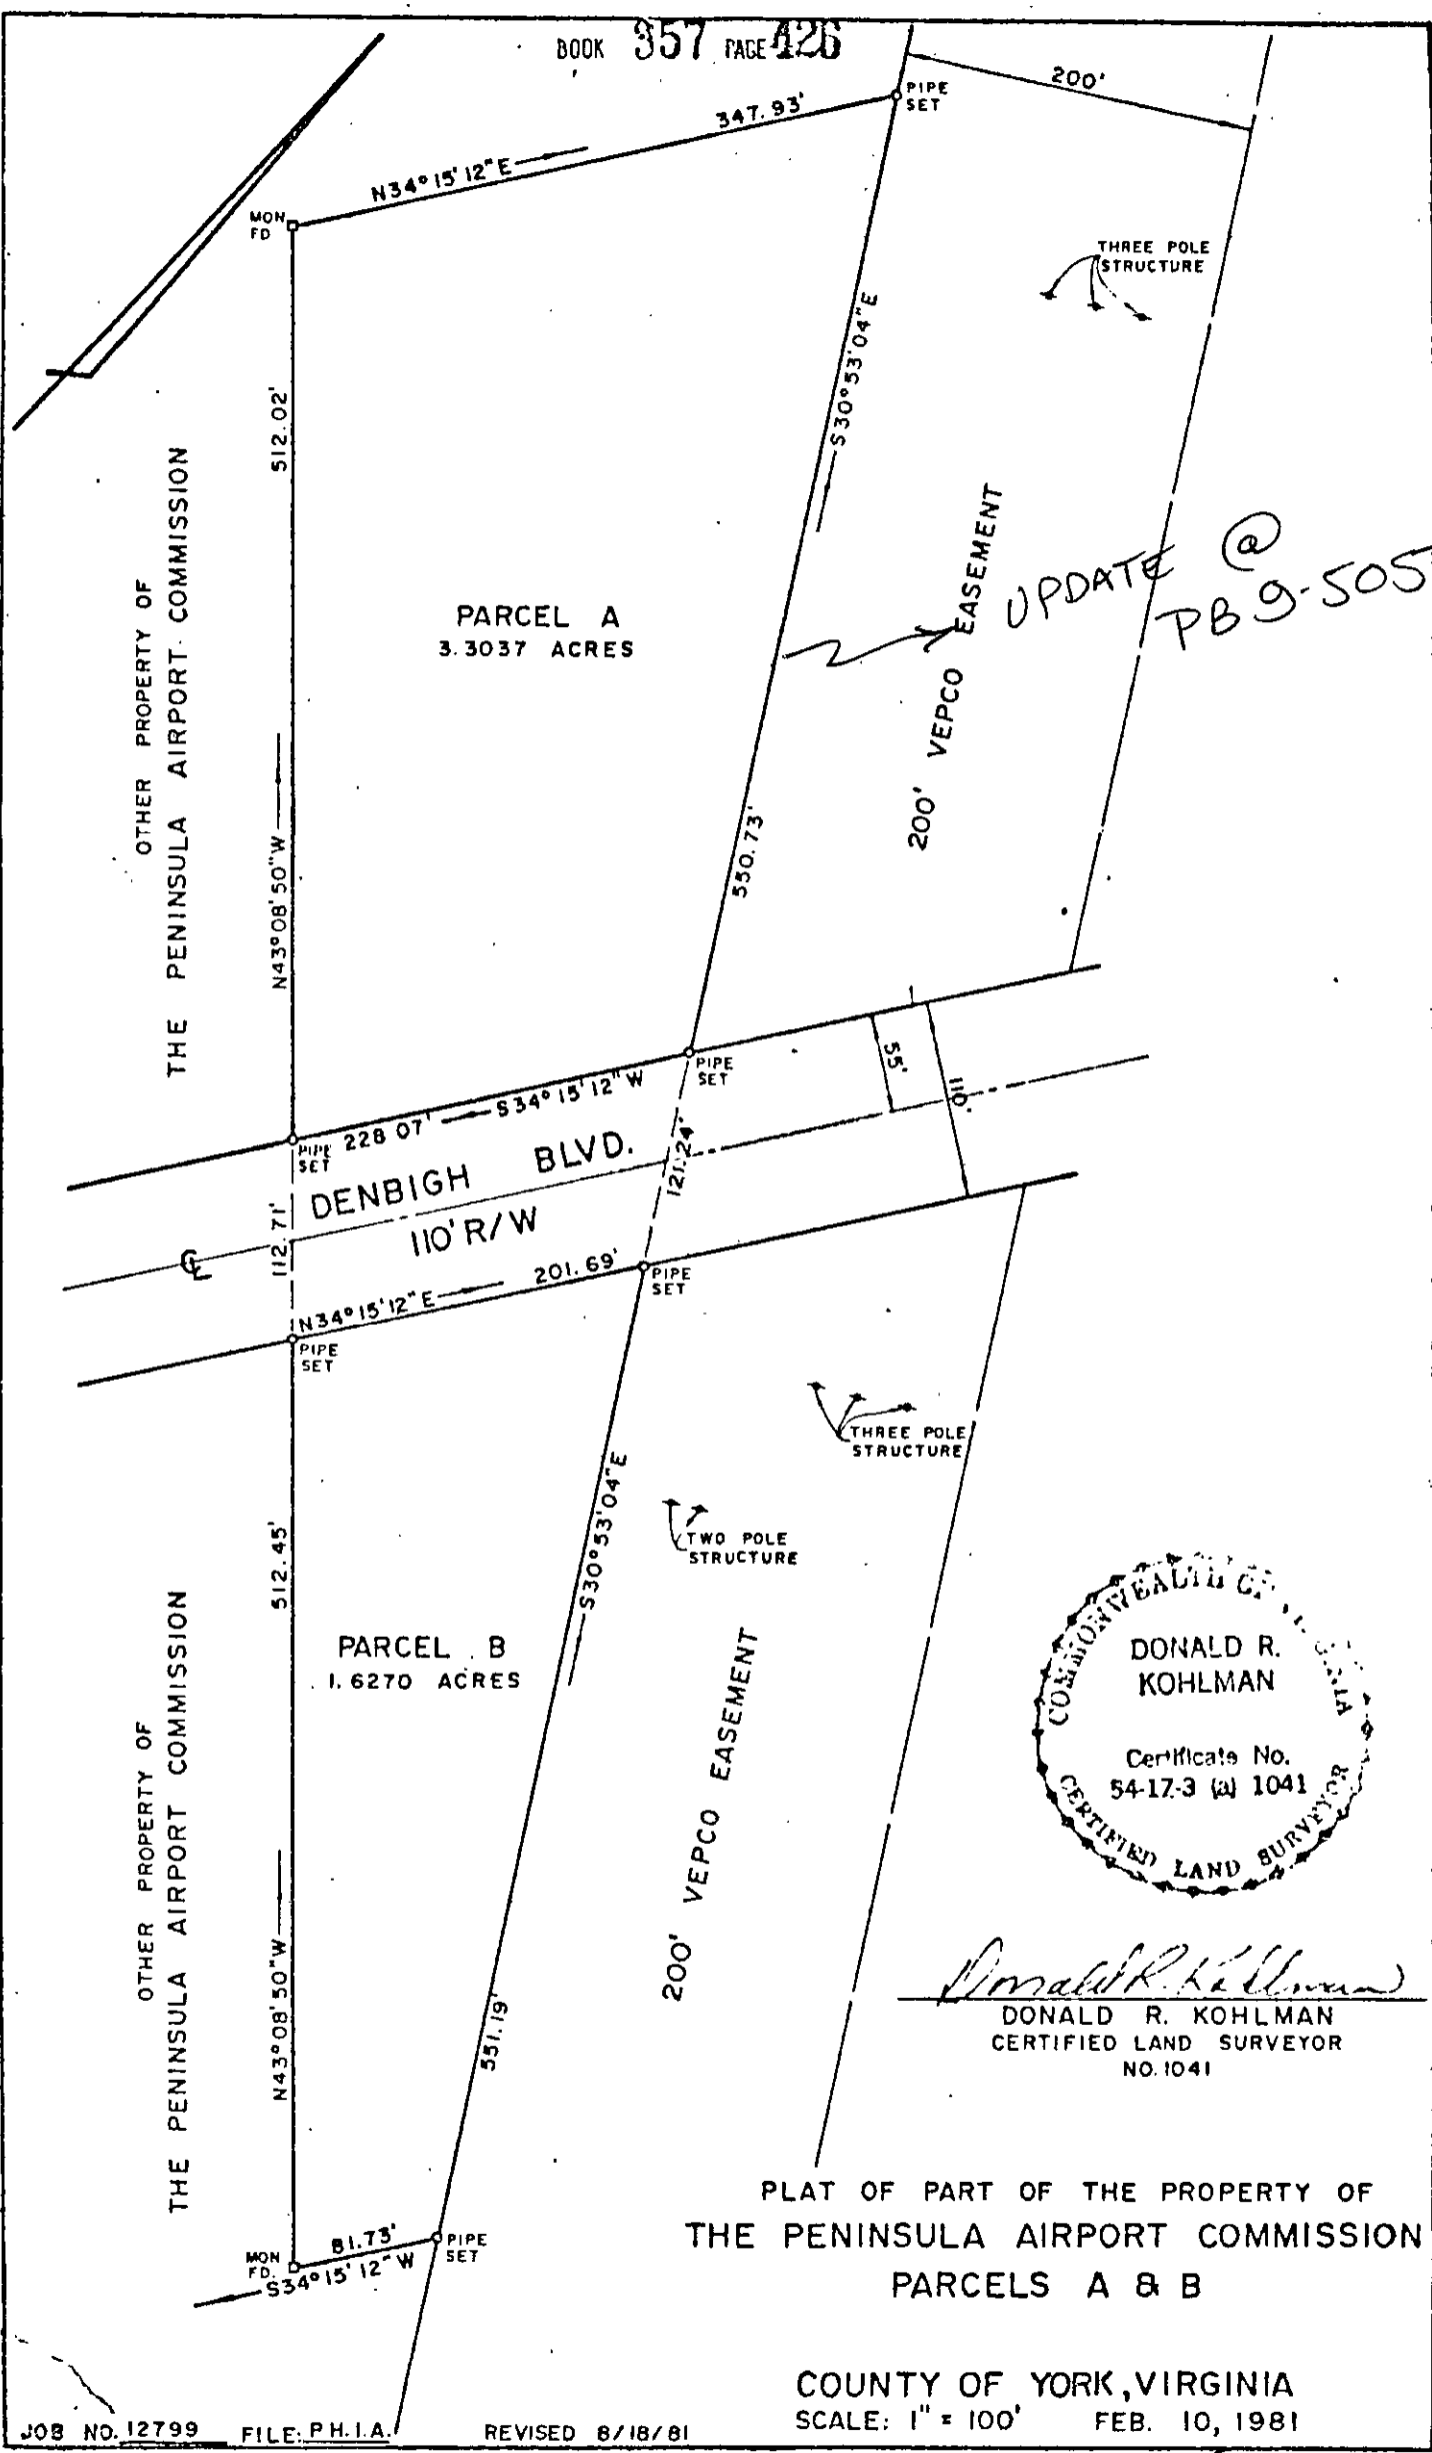 BOOK 357 PAGE 426
200'
PIPE
SET
347.93'
N34°15'12"E
MON
FD
THREE POLE
STRUCTURE
S30°53'04"E
512.02'
OTHER PROPERTY OF
THE PENINSULA AIRPORT COMMISSION
PARCEL A
3.3037 ACRES
200' VEPCO EASEMENT
UPDATE @
PB 9-505
550.73'
N43°08'50"W
PIPE
SET
55'
110'
S34°15'12"W
228 07'
PIPE
SET
DENBIGH BLVD.
110' R/W
121.24'
112.71'
℄
201.69'
N34°15'12"E
PIPE
SET
PIPE
SET
THREE POLE
STRUCTURE
TWO POLE
STRUCTURE
S30°53'04"E
512.45'
PARCEL B
1.6270 ACRES
OTHER PROPERTY OF
THE PENINSULA AIRPORT COMMISSION
200' VEPCO EASEMENT
N43°08'50"W
551.19'
COMMONWEALTH OF VIRGINIA
DONALD R.
KOHLMAN
Certificate No.
54-17-3 (a) 1041
CERTIFIED LAND SURVEYOR
Donald R. Kohlman
DONALD R. KOHLMAN
CERTIFIED LAND SURVEYOR
NO. 1041
81.73'
PIPE
SET
MON
FD.
S34°15'12"W
PLAT OF PART OF THE PROPERTY OF
THE PENINSULA AIRPORT COMMISSION
PARCELS A & B
COUNTY OF YORK, VIRGINIA
SCALE: 1" = 100' FEB. 10, 1981
JOB NO. 12799 FILE: P.H.I.A. REVISED 8/18/81